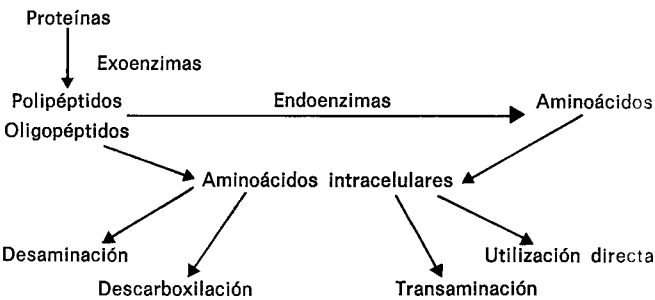 Proteínas
Exoenzimas
Polipéptidos
Endoenzimas
Aminoácidos
Oligopéptidos
Aminoácidos intracelulares
Desaminación
Utilización directa
Descarboxilación
Transaminación